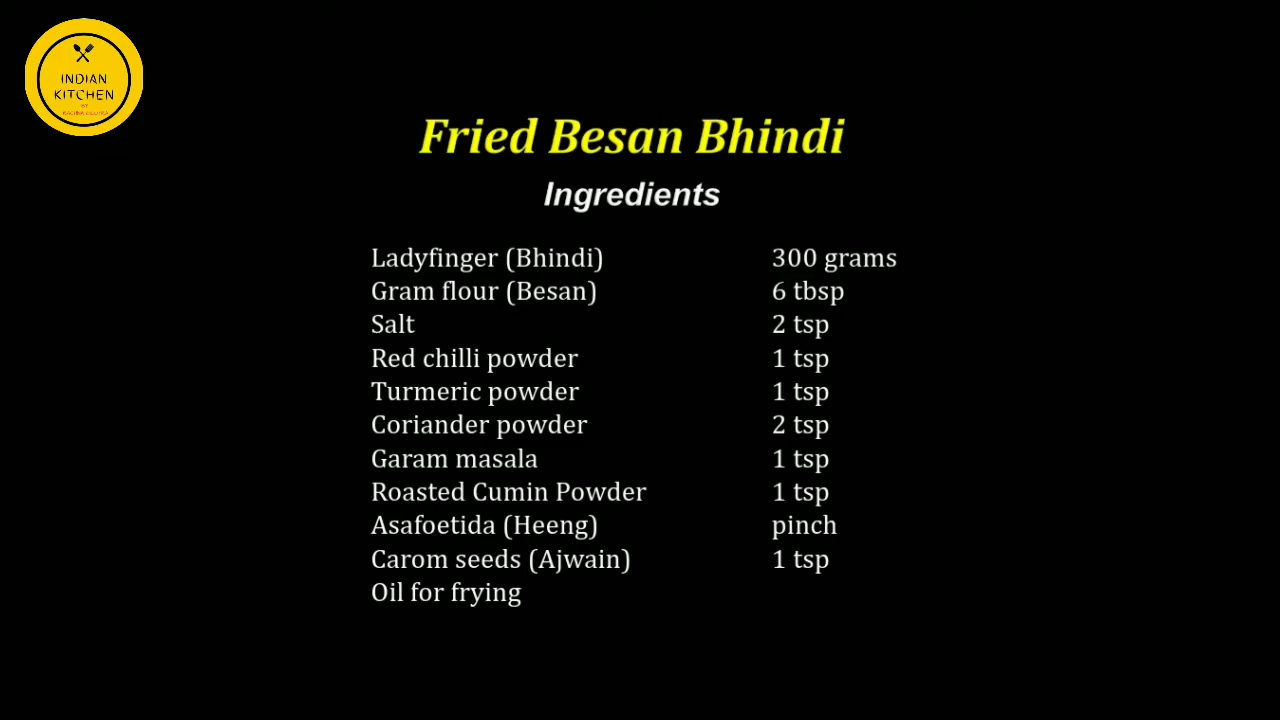 INDIAN
KITCHEN
BY
Fried Besan Bhindi
Ingredients
Ladyfinger (Bhindi) 300 grams
Gram flour (Besan) 6 tbsp
Salt 2 tsp
Red chilli powder 1 tsp
Turmeric powder 1 tsp
Coriander powder 2 tsp
Garam masala 1 tsp
Roasted Cumin Powder 1 tsp
Asafoetida (Heeng) pinch
Carom seeds (Ajwain) 1 tsp
Oil for frying